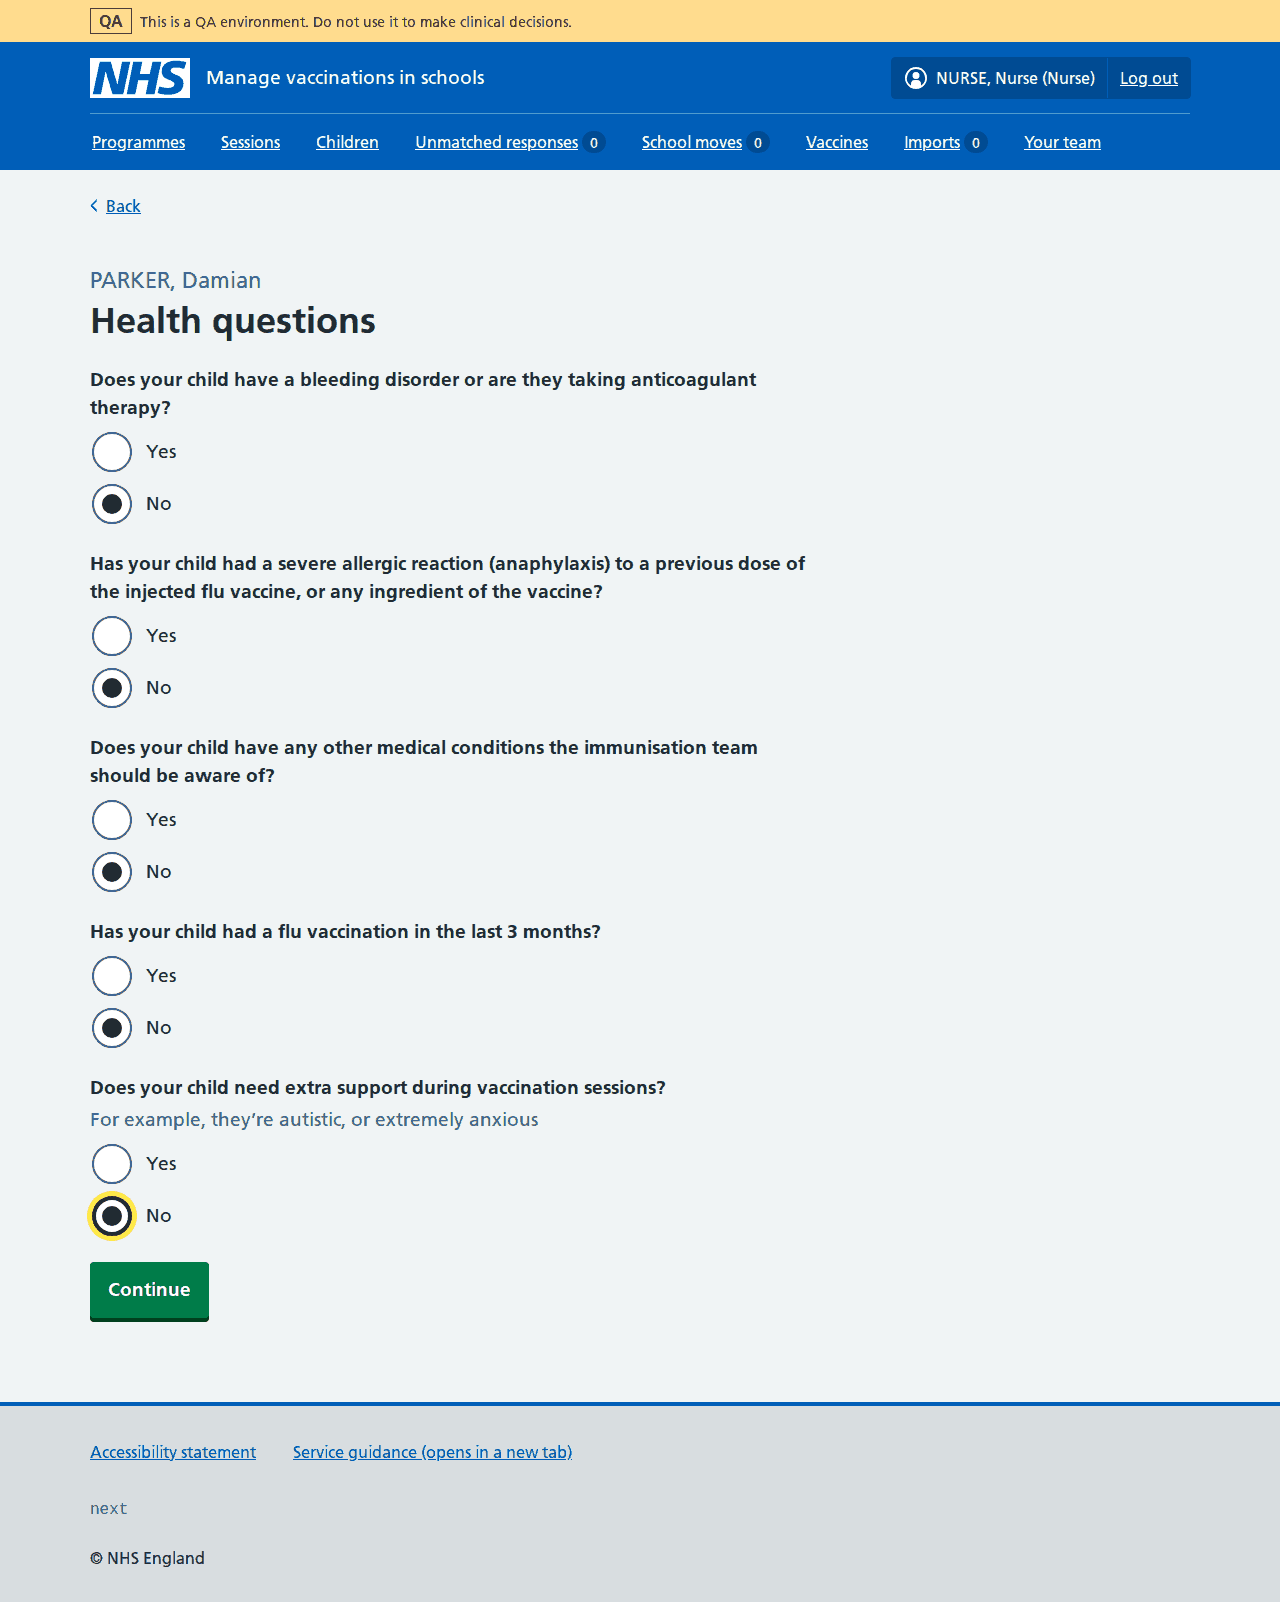 QA This is a QA environment. Do not use it to make clinical decisions.
NHS Manage vaccinations in schools NURSE, Nurse (Nurse) Log out
Programmes Sessions Children Unmatched responses 0 School moves 0 Vaccines Imports 0 Your team
Back
PARKER, Damian
Health questions
Does your child have a bleeding disorder or are they taking anticoagulant
therapy?
Yes
No
Has your child had a severe allergic reaction (anaphylaxis) to a previous dose of
the injected flu vaccine, or any ingredient of the vaccine?
Yes
No
Does your child have any other medical conditions the immunisation team
should be aware of?
Yes
No
Has your child had a flu vaccination in the last 3 months?
Yes
No
Does your child need extra support during vaccination sessions?
For example, they’re autistic, or extremely anxious
Yes
No
Continue
Accessibility statement Service guidance (opens in a new tab)
next
© NHS England